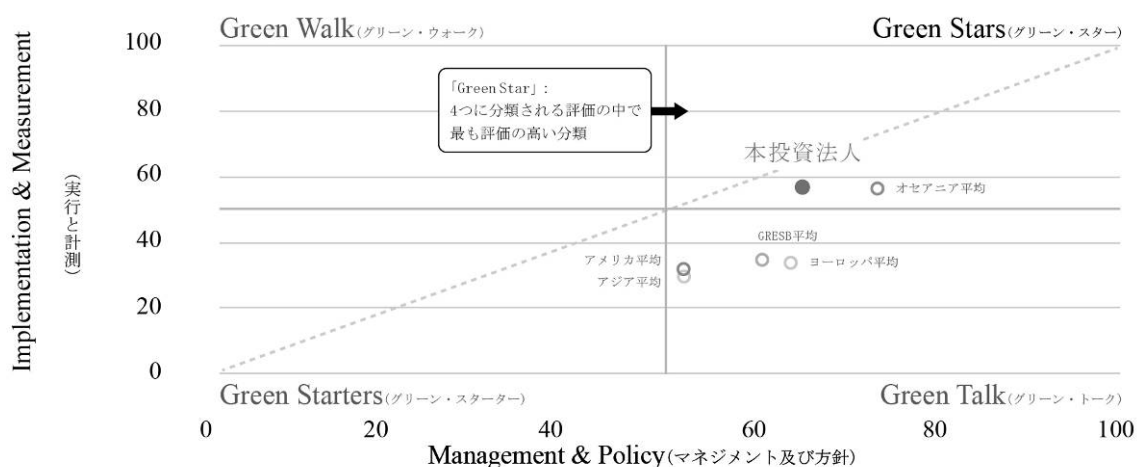 Green Walk(グリーン・ウォーク)
Green Stars(グリーン・スター)
Implementation & Measurement
(実行と計測)
100
80
60
40
20
0
「Green Star」:
4つに分類される評価の中で
最も評価の高い分類
本投資法人
オセアニア平均
GRESB平均
アメリカ平均
ヨーロッパ平均
アジア平均
Green Starters(グリーン・スターター)
Green Talk(グリーン・トーク)
0
20
40
60
80
100
Management & Policy(マネジメント及び方針)